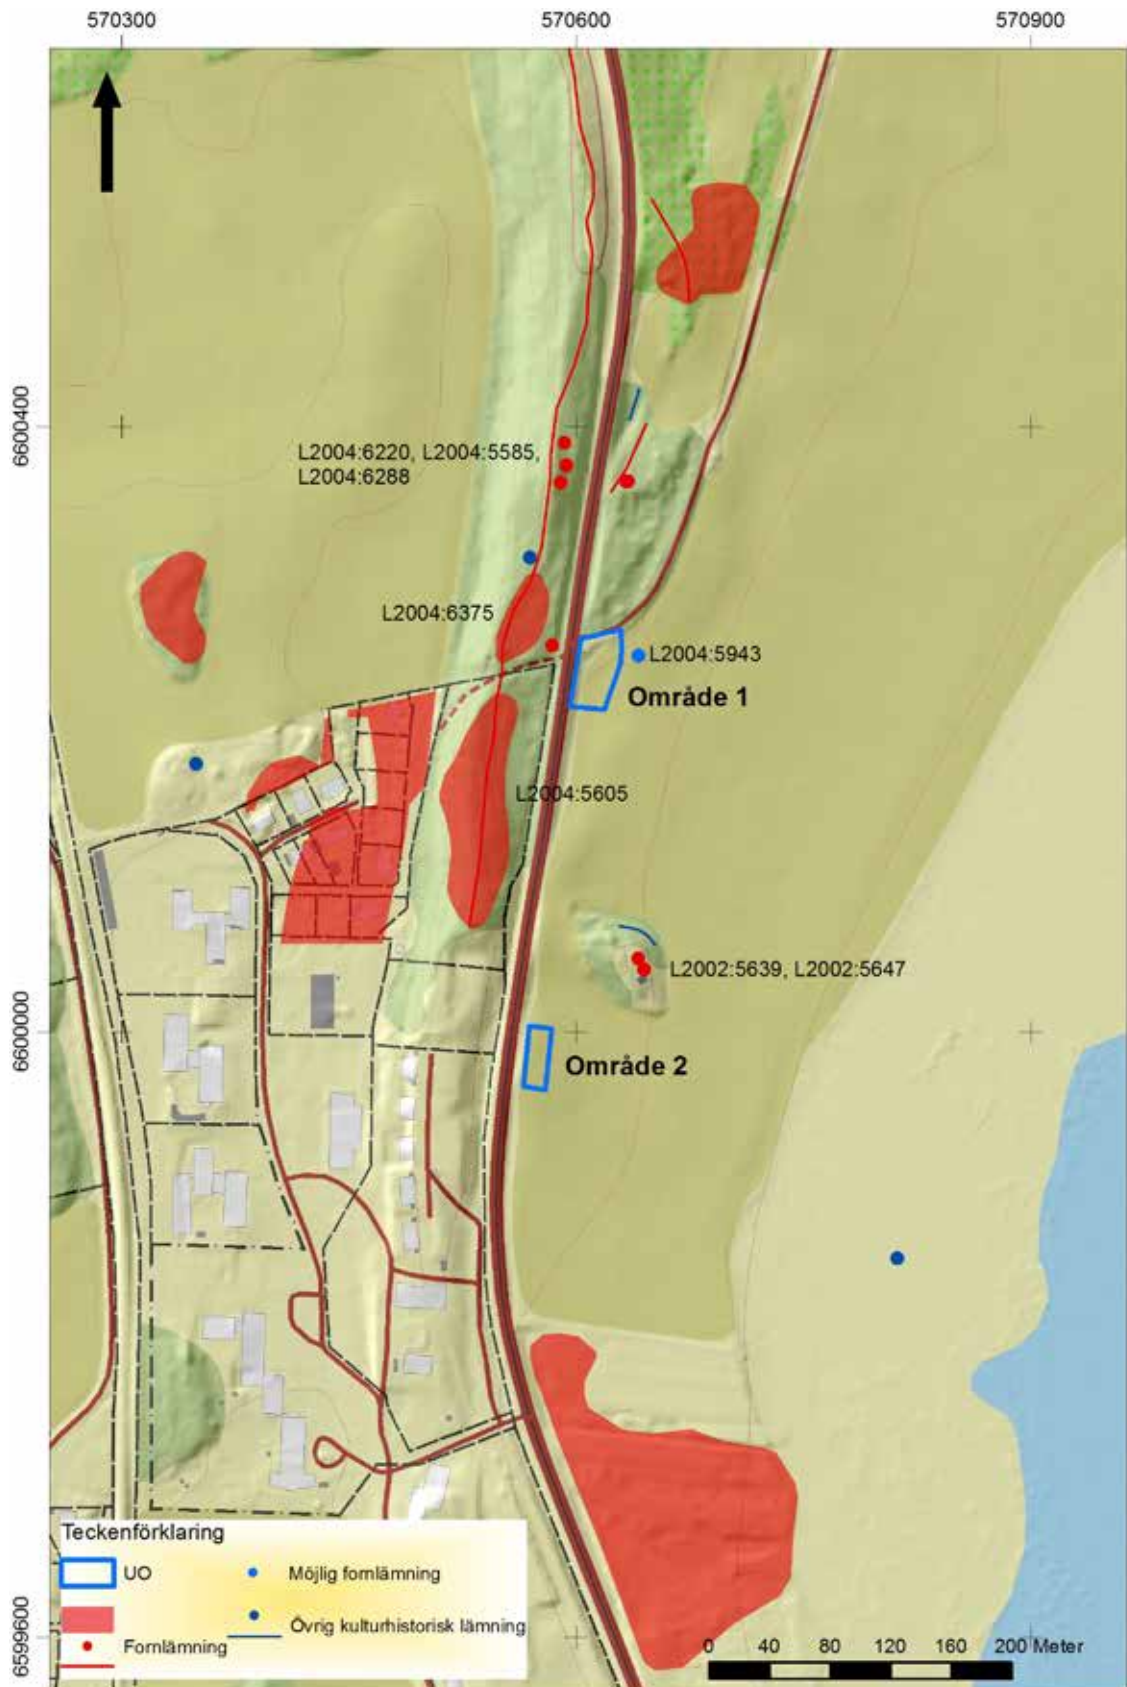 570300 570600 570900
6600400
L2004:6220, L2004:5585,
L2004:6288
L2004:6375
L2004:5943
Område 1
L2004:5605
L2002:5639, L2002:5647
6600000
Område 2
Teckenförklaring
UO
Möjlig fornlämning
Övrig kulturhistorisk lämning
Fornlämning
6599600
0 40 80 120 160 200 Meter